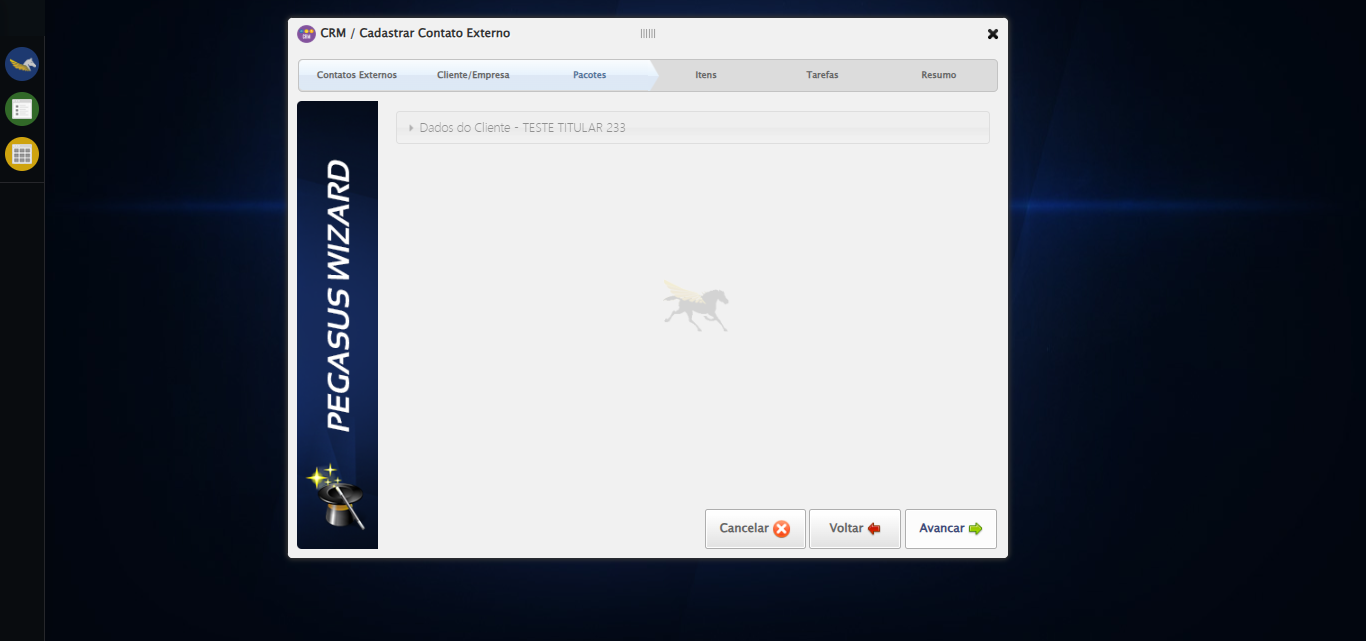 CRM / Cadastrar Contato Externo
Contatos Externos Cliente/Empresa Pacotes Itens Tarefas Resumo
Dados do Cliente - TESTE TITULAR 233
PEGASUS WIZARD
Cancelar Voltar Avancar